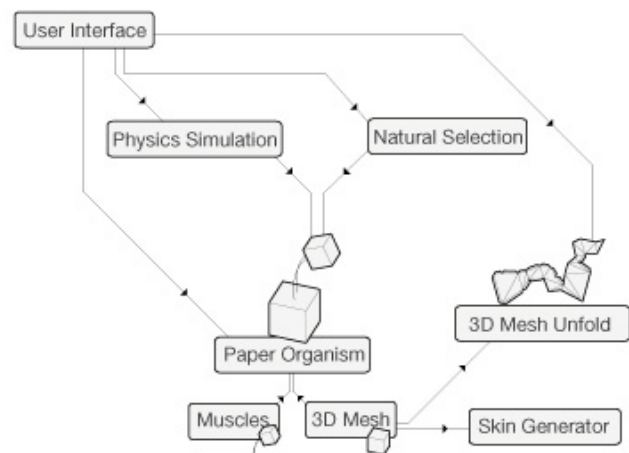 User Interface
Physics Simulation
Natural Selection
3D Mesh Unfold
Paper Organism
Muscles
3D Mesh
Skin Generator